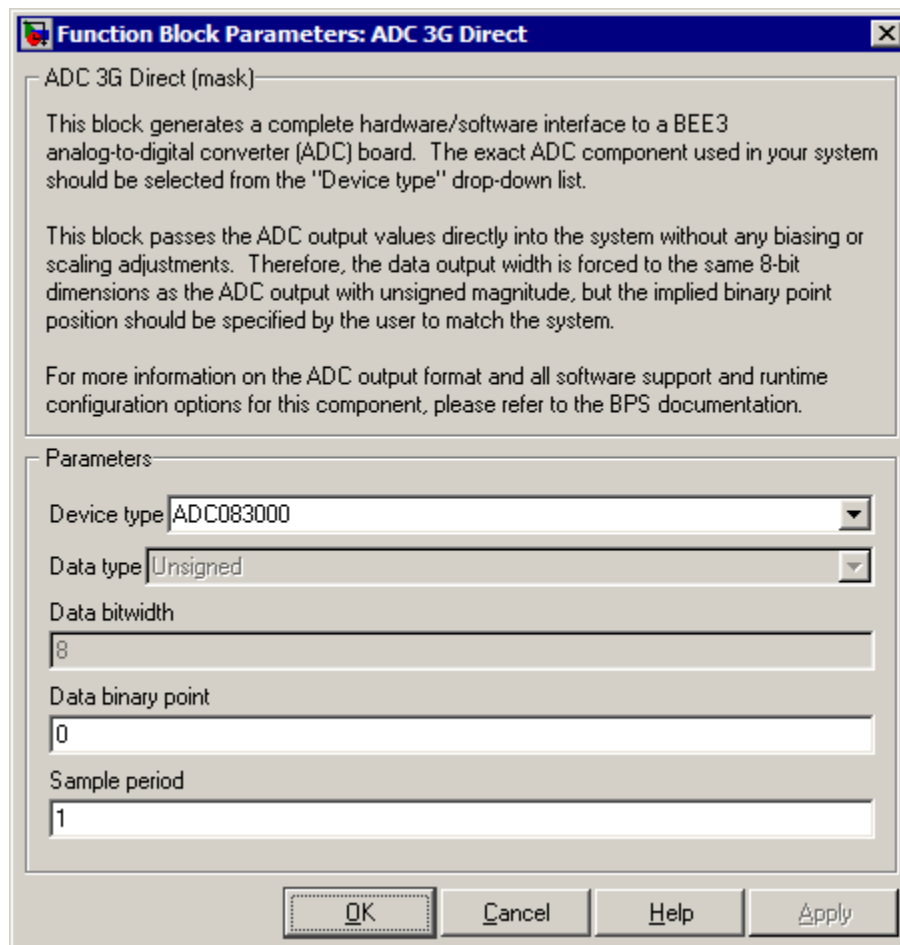 Function Block Parameters: ADC 3G Direct
ADC 3G Direct (mask)
This block generates a complete hardware/software interface to a BEE3
analog-to-digital converter (ADC) board.  The exact ADC component used in your system
should be selected from the "Device type" drop-down list.
This block passes the ADC output values directly into the system without any biasing or
scaling adjustments.  Therefore, the data output width is forced to the same 8-bit
dimensions as the ADC output with unsigned magnitude, but the implied binary point
position should be specified by the user to match the system.
For more information on the ADC output format and all software support and runtime
configuration options for this component, please refer to the BPS documentation.
Parameters
Device type ADC083000
Data type Unsigned
Data bitwidth
8
Data binary point
0
Sample period
1
OK Cancel Help Apply